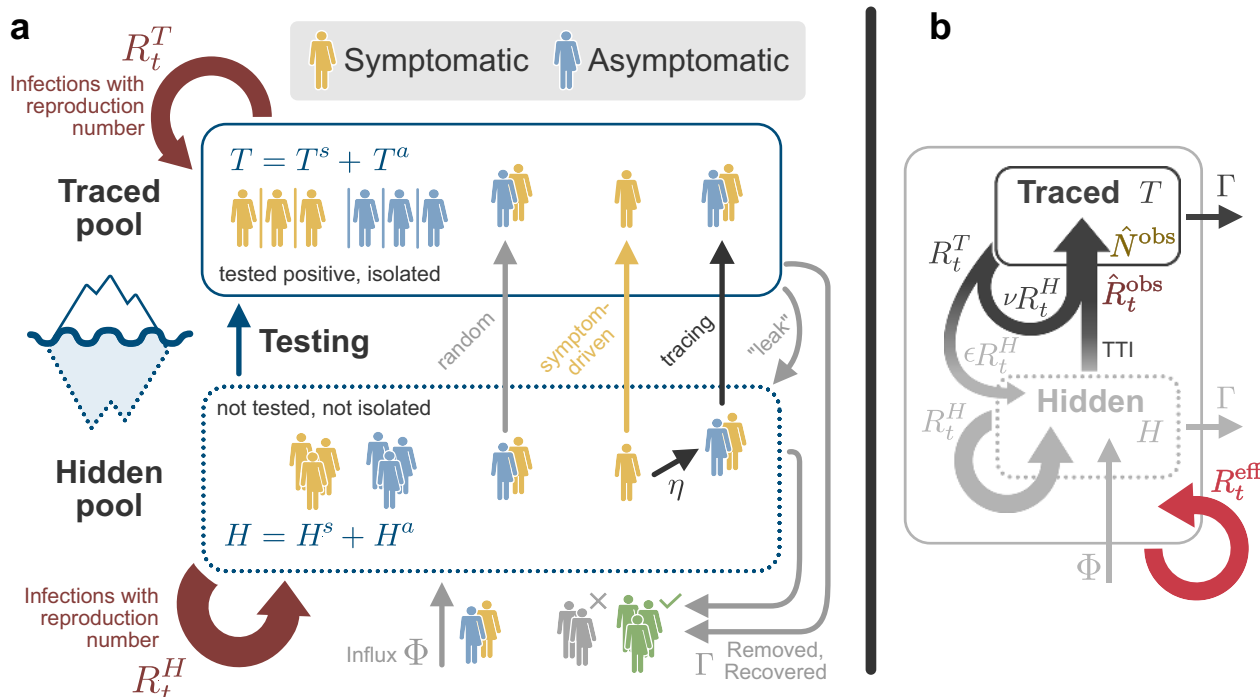 a
b
R_t^T
Infections with
reproduction
number
Symptomatic
Asymptomatic
Traced
pool
T = T^s + T^a
tested positive, isolated
Testing
random
symptom-
driven
tracing
"leak"
Hidden
pool
not tested, not isolated
η
H = H^s + H^a
Infections with
reproduction
number
R_t^H
Influx Φ
Γ Removed,
Recovered
Traced T
Γ
R_t^T
N̂^obs
νR_t^H
R̂_t^obs
ϵR_t^H
TTI
Hidden
R_t^H
H
Γ
R_t^eff
Φ